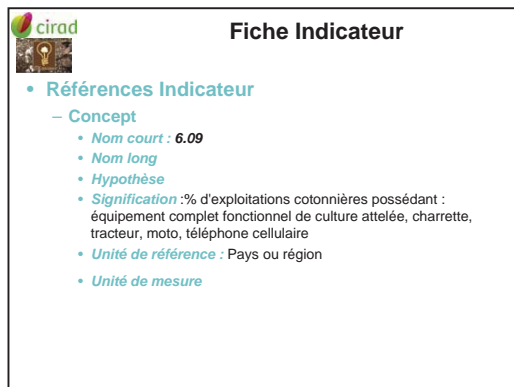 cirad
Fiche Indicateur
• Références Indicateur
– Concept
• Nom court : 6.09
• Nom long
• Hypothèse
• Signification :% d'exploitations cotonnières possédant :
équipement complet fonctionnel de culture attelée, charrette,
tracteur, moto, téléphone cellulaire
• Unité de référence : Pays ou région
• Unité de mesure